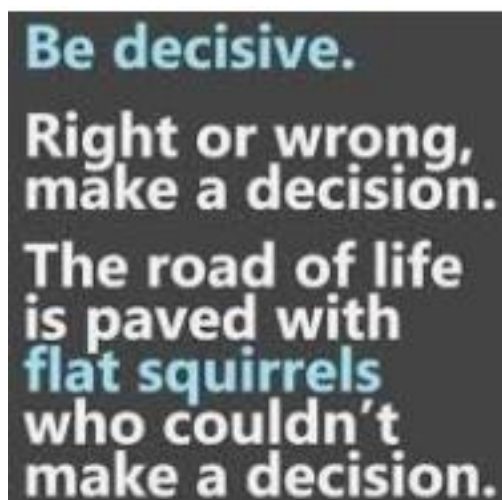 Be decisive.
Right or wrong,
make a decision.
The road of life
is paved with
flat squirrels
who couldn't
make a decision.